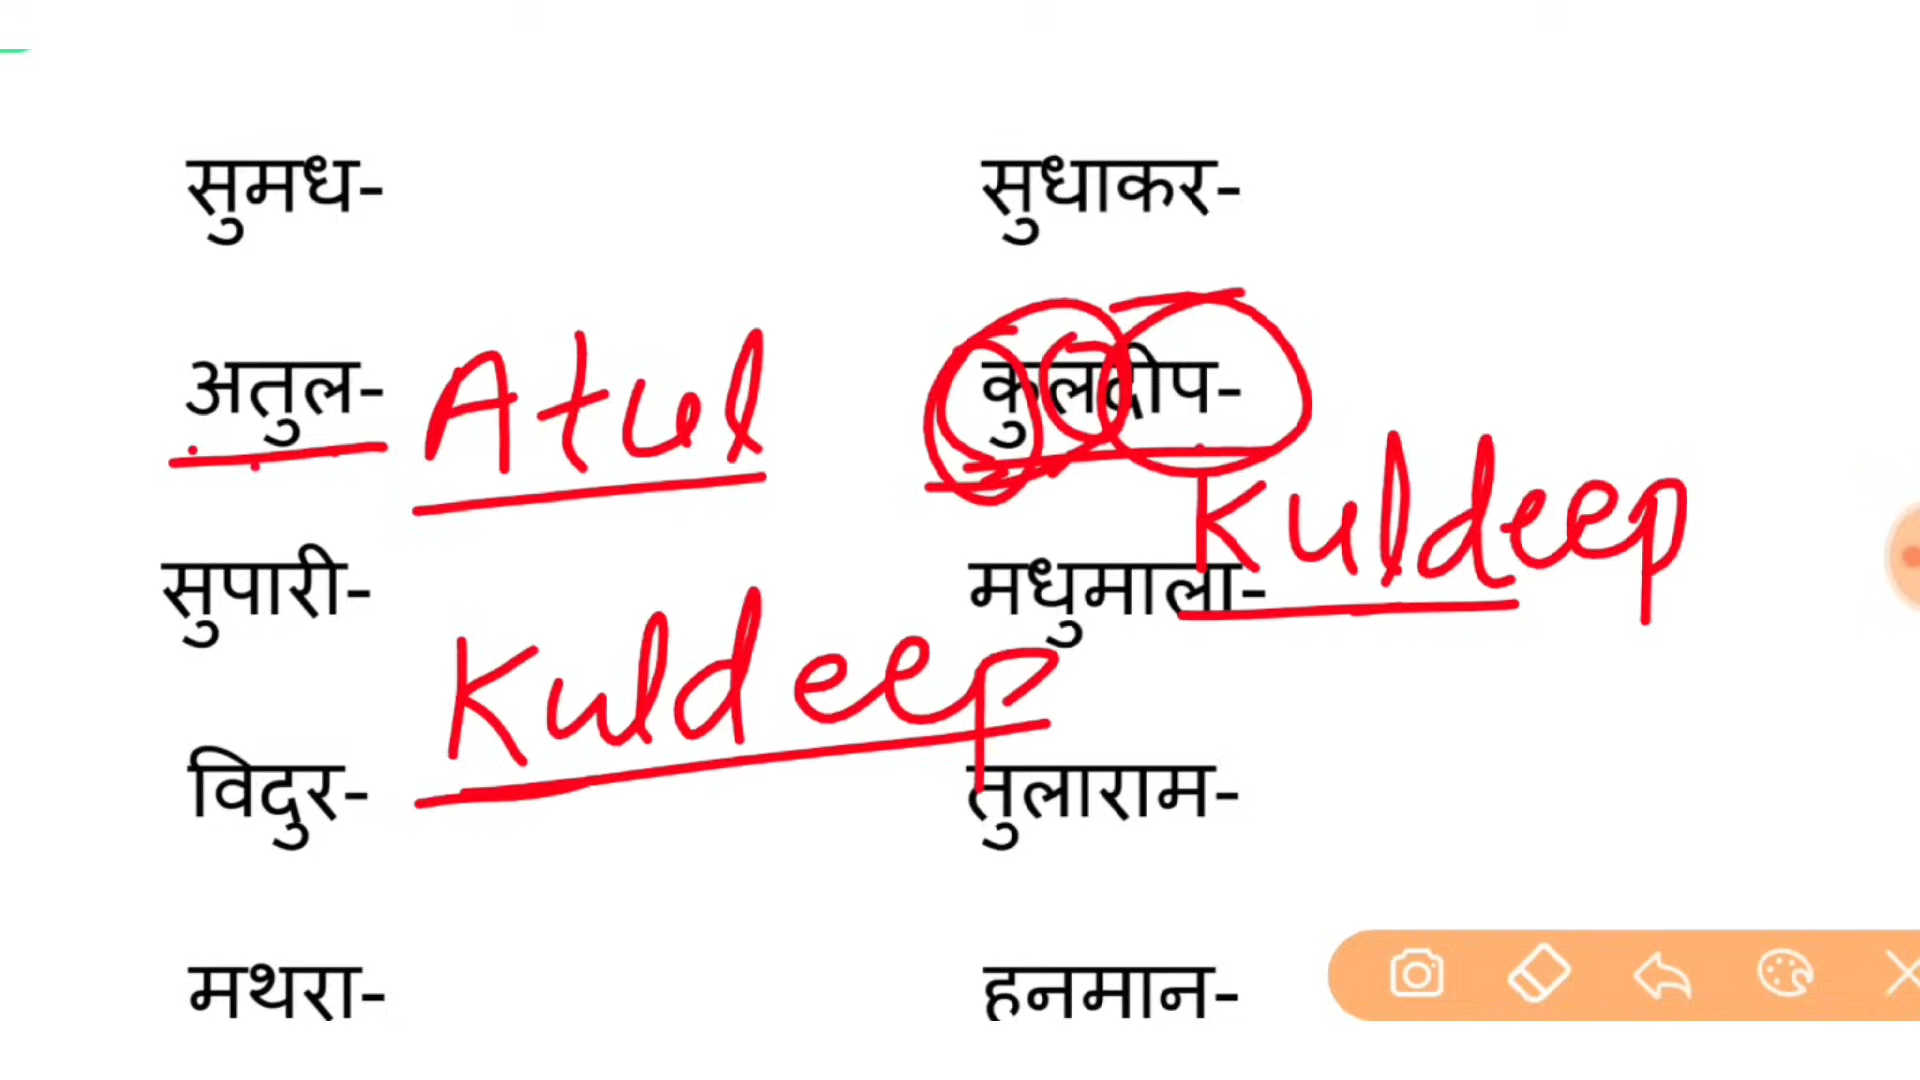 सुमध- सुधाकर-
अतुल- Atul कुलदीप-
Kuldeep
सुपारी- मधुमाला-
Kuldeep
विदुर- तुलाराम-
मथरा- हनमान-